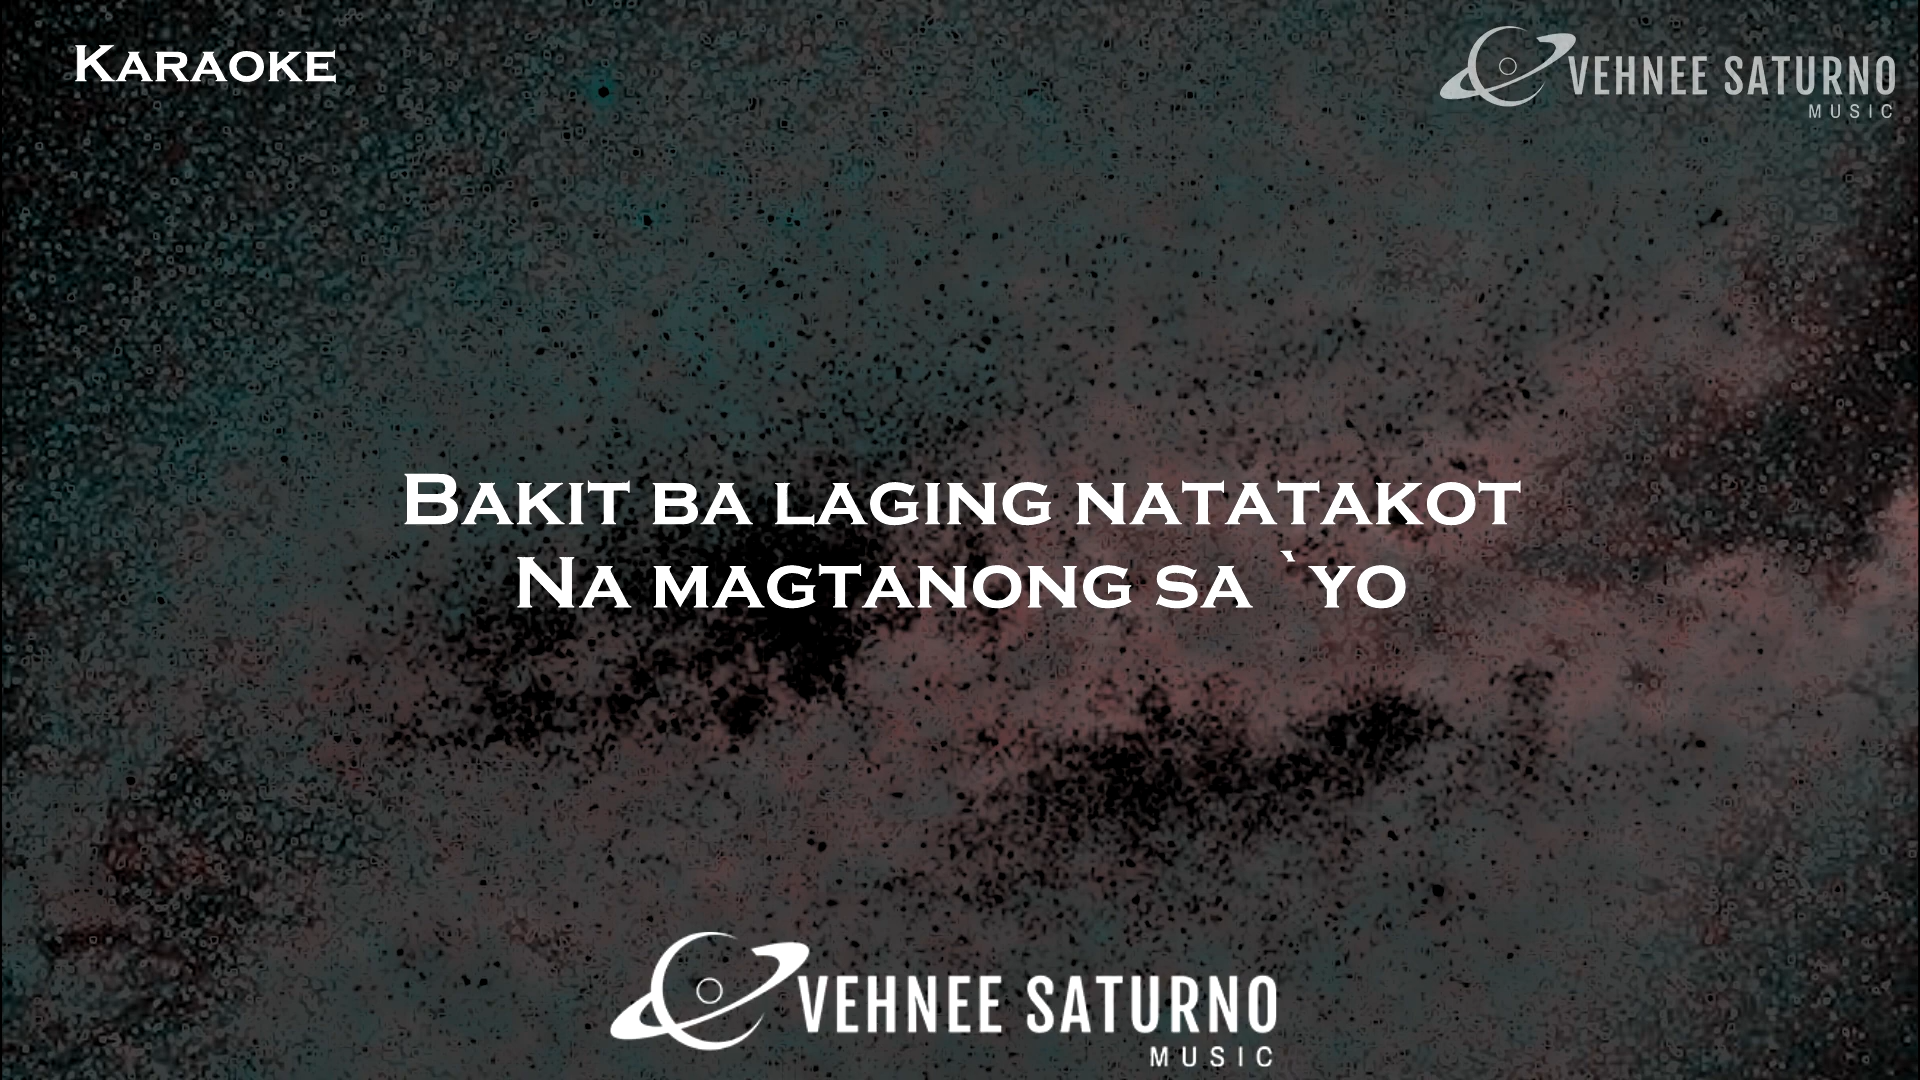 KARAOKE
VEHNEE SATURNO
MUSIC
BAKIT BA LAGING NATATAKOT
NA MAGTANONG SA `YO
VEHNEE SATURNO
MUSIC